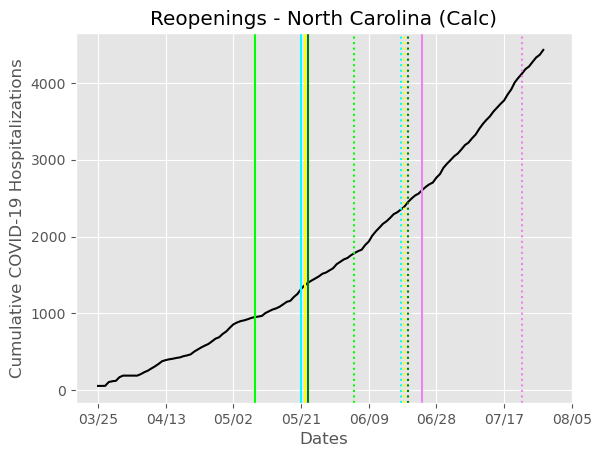 Reopenings - North Carolina (Calc)
Cumulative COVID-19 Hospitalizations
4000
3000
2000
1000
0
03/25 04/13 05/02 05/21 06/09 06/28 07/17 08/05
Dates